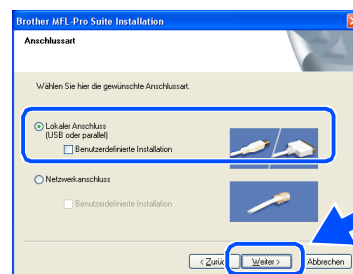 Brother MFL-Pro Suite Installation
Anschlussart
Wählen Sie hier die gewünschte Anschlussart.
Lokaler Anschluss
(USB oder parallel)
Benutzerdefinierte Installation
Netzwerkanschluss
Benutzerdefinierte Installation
< Zurüc Weiter > Abbrechen